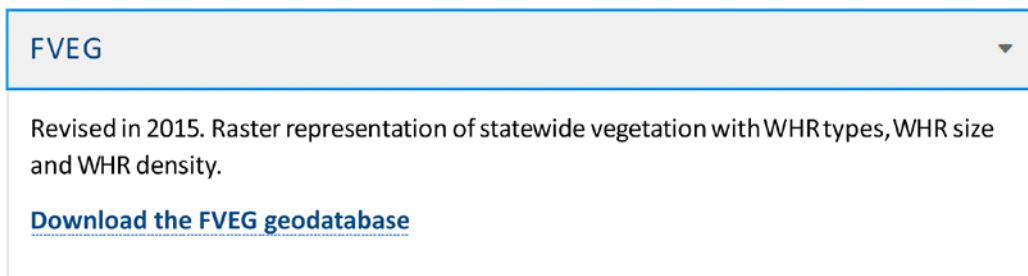 FVEG
Revised in 2015. Raster representation of statewide vegetation with WHR types, WHR size
and WHR density.
Download the FVEG geodatabase